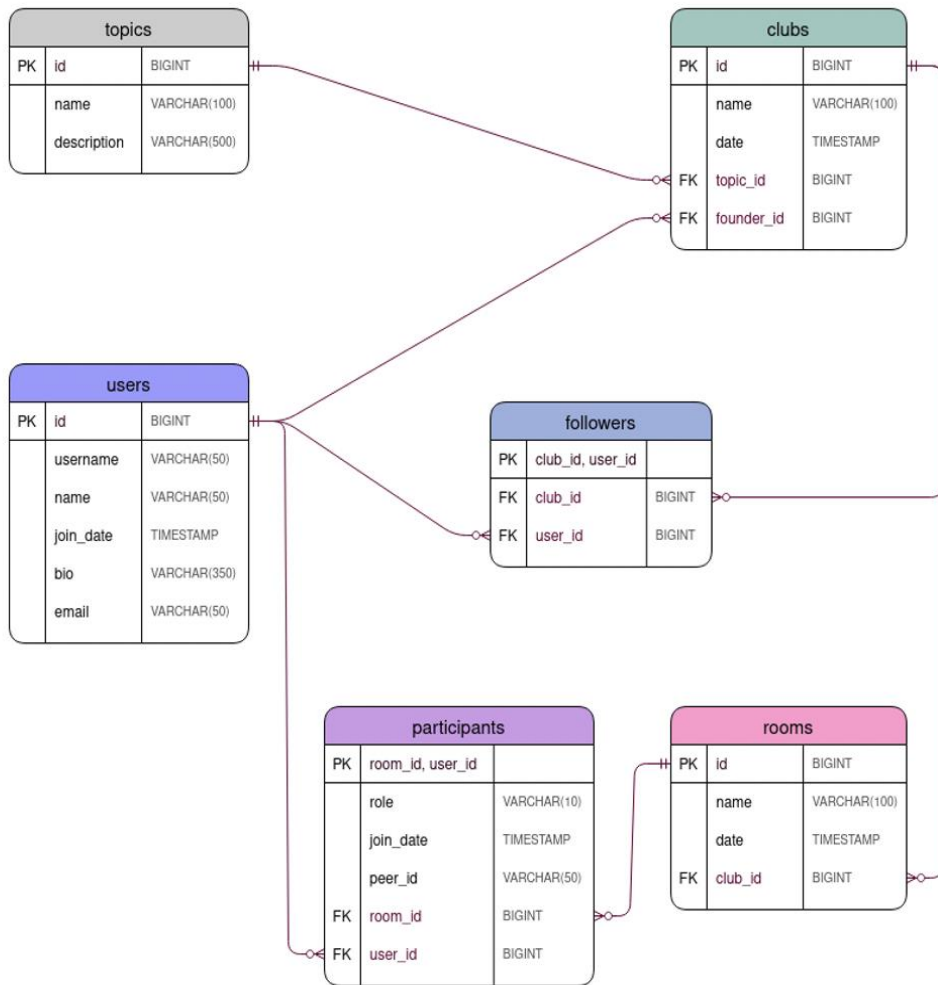 topics
PK id BIGINT
name VARCHAR(100)
description VARCHAR(500)
clubs
PK id BIGINT
name VARCHAR(100)
date TIMESTAMP
FK topic_id BIGINT
FK founder_id BIGINT
users
PK id BIGINT
username VARCHAR(50)
name VARCHAR(50)
join_date TIMESTAMP
bio VARCHAR(350)
email VARCHAR(50)
followers
PK club_id, user_id
FK club_id BIGINT
FK user_id BIGINT
participants
PK room_id, user_id
role VARCHAR(10)
join_date TIMESTAMP
peer_id VARCHAR(50)
FK room_id BIGINT
FK user_id BIGINT
rooms
PK id BIGINT
name VARCHAR(100)
date TIMESTAMP
FK club_id BIGINT